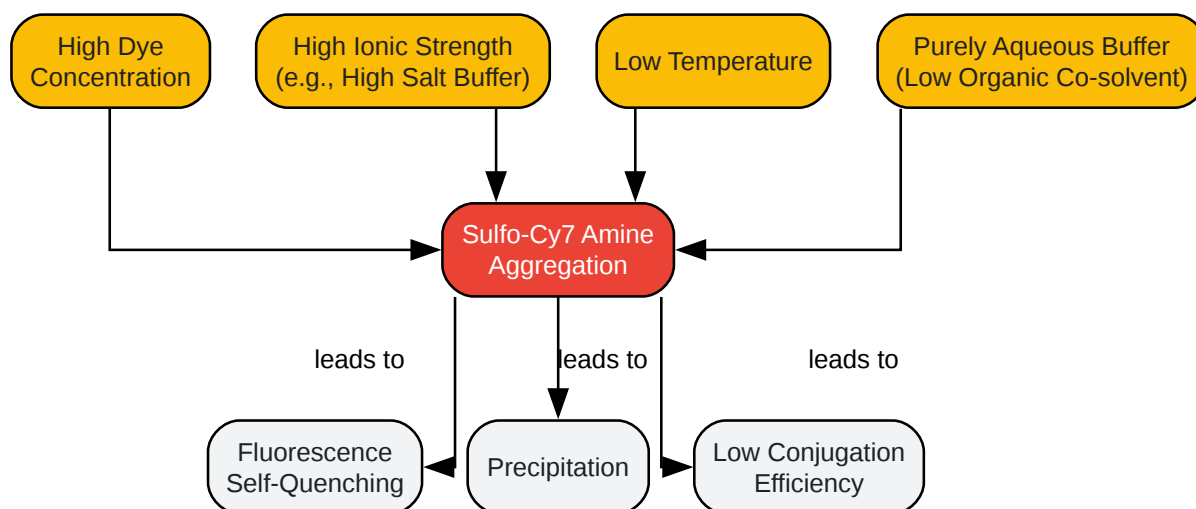 High Dye
Concentration
High Ionic Strength
(e.g., High Salt Buffer)
Low Temperature
Purely Aqueous Buffer
(Low Organic Co-solvent)
Sulfo-Cy7 Amine
Aggregation
leads to
leads to
leads to
Fluorescence
Self-Quenching
Precipitation
Low Conjugation
Efficiency